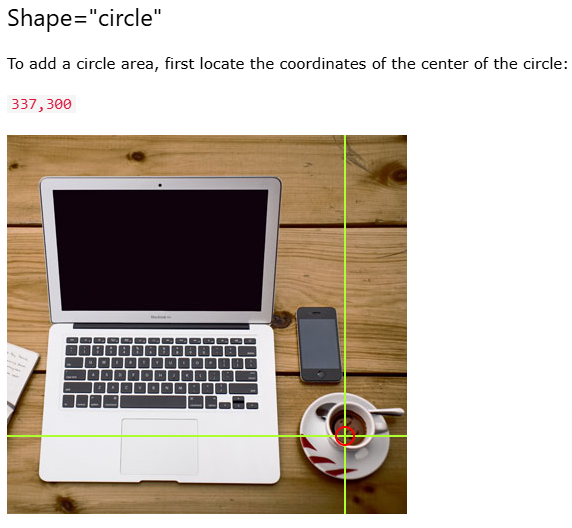 Shape="circle"
To add a circle area, first locate the coordinates of the center of the circle:
337,300